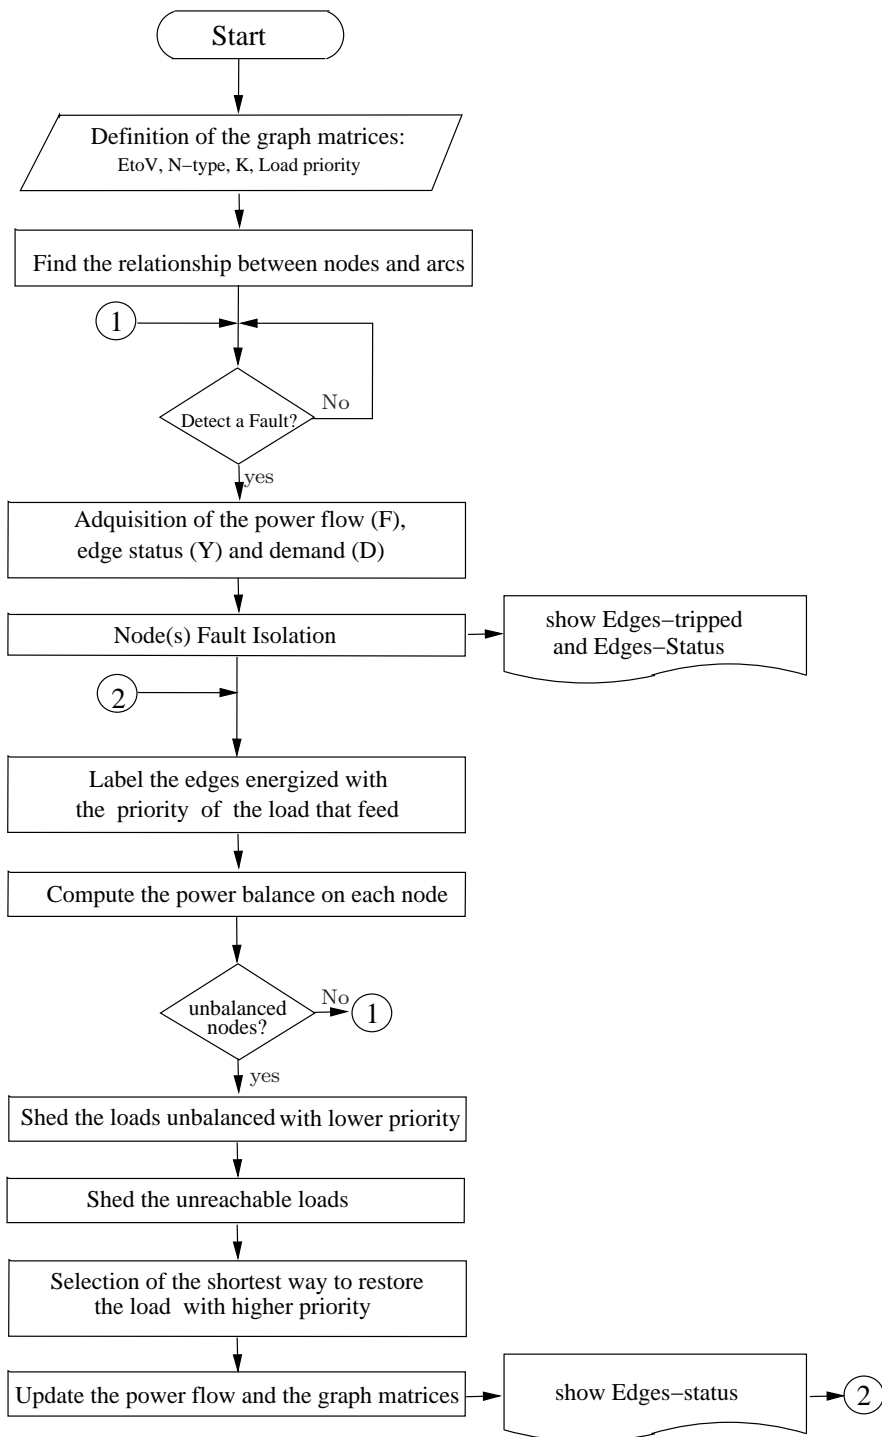 Start
Definition of the graph matrices:
EtoV, N−type, K, Load priority
Find the relationship between nodes and arcs
1
Detect a Fault?
No
yes
Adquisition of the power flow (F),
edge status (Y) and demand (D)
Node(s) Fault Isolation
show Edges−tripped
and Edges−Status
2
Label the edges energized with
the priority of the load that feed
Compute the power balance on each node
unbalanced
nodes?
No
1
yes
Shed the loads unbalanced with lower priority
Shed the unreachable loads
Selection of the shortest way to restore
the load with higher priority
Update the power flow and the graph matrices
show Edges−status
2